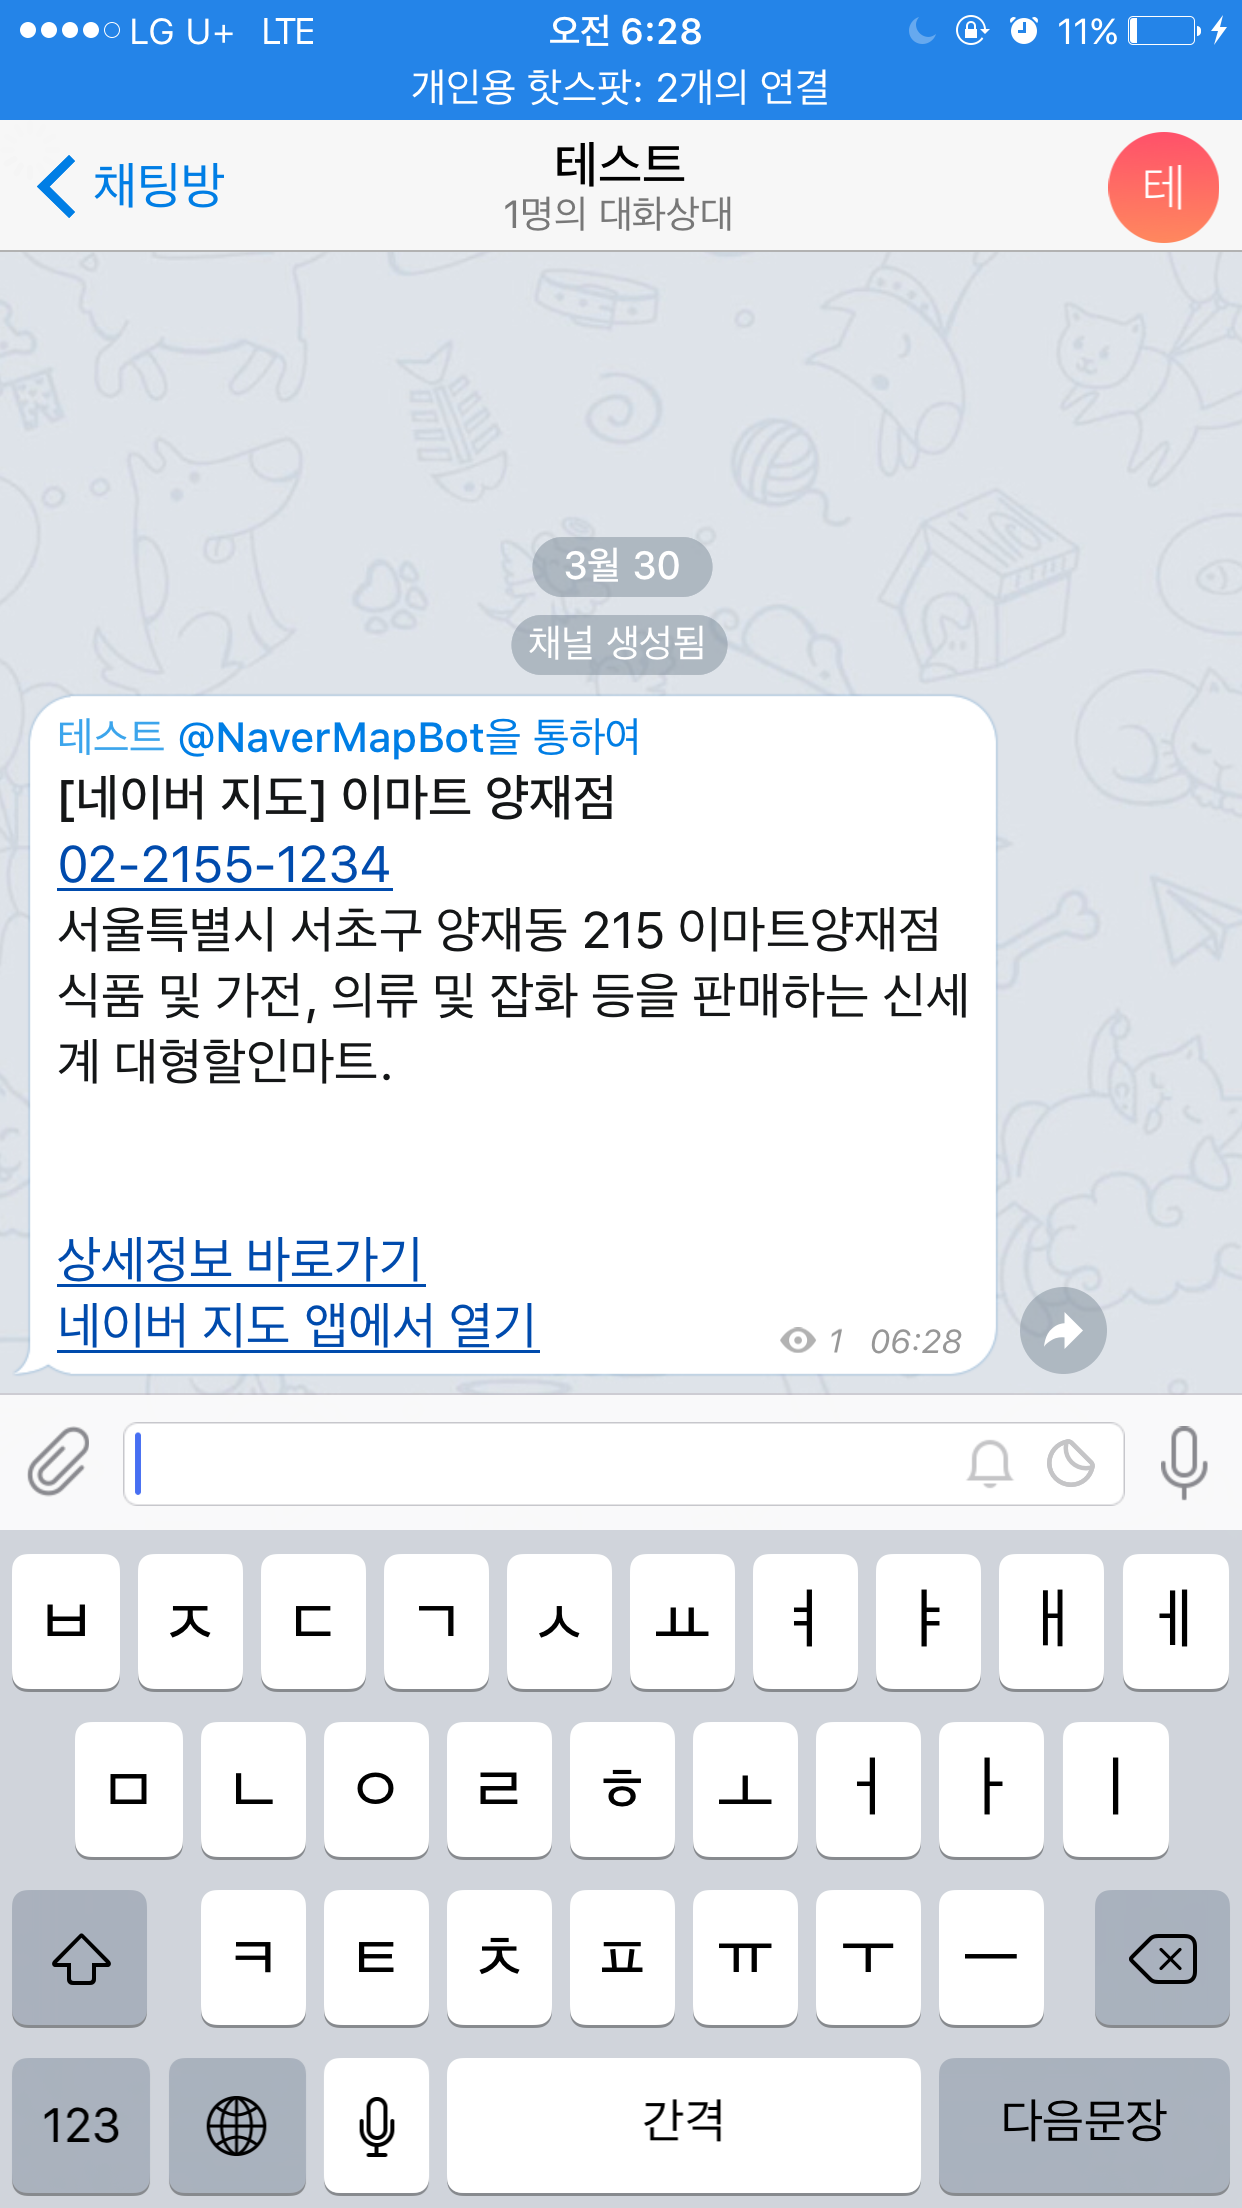 LG U+ LTE 오전 6:28 11%
개인용 핫스팟: 2개의 연결
채팅방 테스트 테
1명의 대화상대
3월 30
채널 생성됨
테스트 @NaverMapBot을 통하여
[네이버 지도] 이마트 양재점
02-2155-1234
서울특별시 서초구 양재동 215 이마트양재점
식품 및 가전, 의류 및 잡화 등을 판매하는 신세
계 대형할인마트.
상세정보 바로가기
네이버 지도 앱에서 열기
1 06:28
ㅂ ㅈ ㄷ ㄱ ㅅ ㅛ ㅕ ㅑ ㅐ ㅔ
ㅁ ㄴ ㅇ ㄹ ㅎ ㅗ ㅓ ㅏ ㅣ
ㅋ ㅌ ㅊ ㅍ ㅠ ㅜ ㅡ
123 간격 다음문장